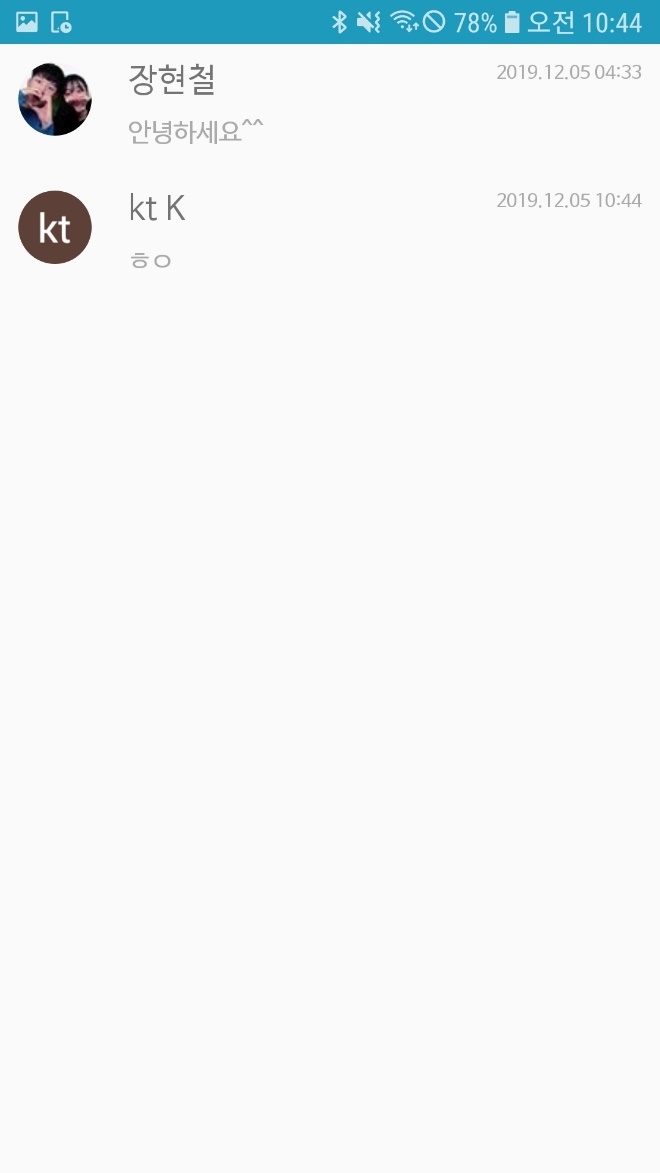 78% 오전 10:44
장현철 2019.12.05 04:33
안녕하세요^^
kt kt K 2019.12.05 10:44
ㅎㅇ